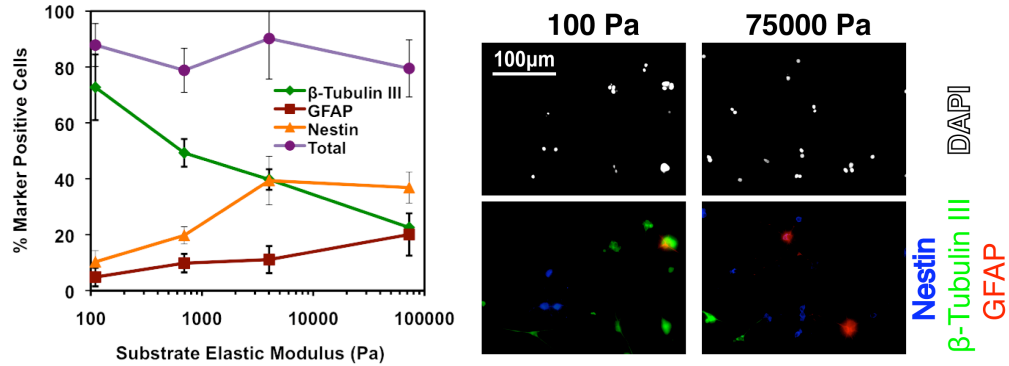 100
80
60
40
20
0
% Marker Positive Cells
β-Tubulin III
GFAP
Nestin
Total
100 1000 10000 100000
Substrate Elastic Modulus (Pa)
100 Pa 75000 Pa
100μm
DAPI
Nestin
β-Tubulin III
GFAP